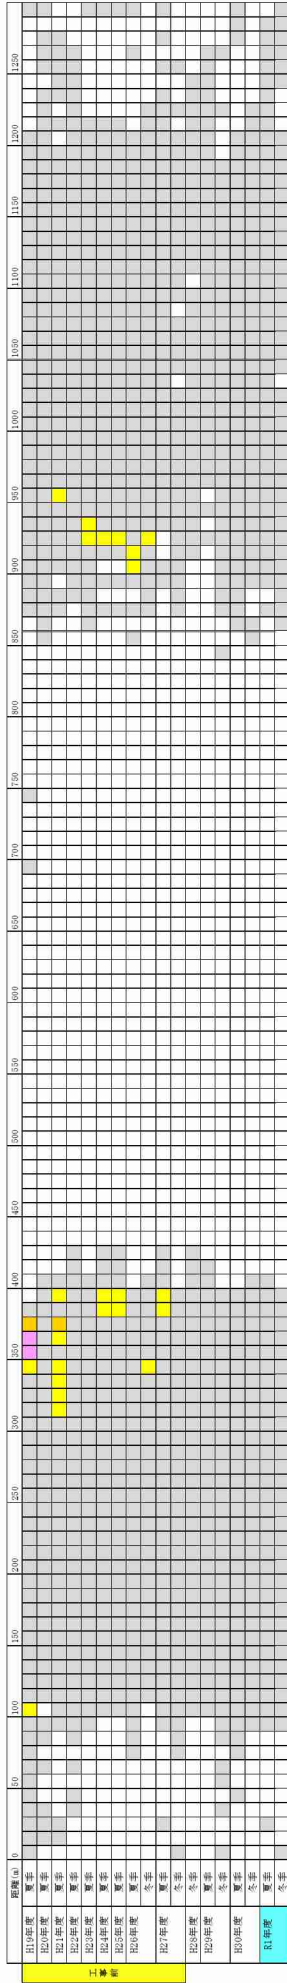 距離(m) 0 50 100 150 200 250 300 350 400 450 500 550 600 650 700 750 800 850 900 950 1000 1050 1100 1150 1200 1250
工事前
H19年度 夏季
H20年度 夏季
H21年度 夏季
H22年度 夏季
H23年度 夏季
H24年度 夏季
H25年度 夏季
H26年度 夏季
冬季
H27年度 夏季
冬季
H28年度 冬季
H29年度 夏季
冬季
H30年度 夏季
冬季
R1年度 夏季
冬季